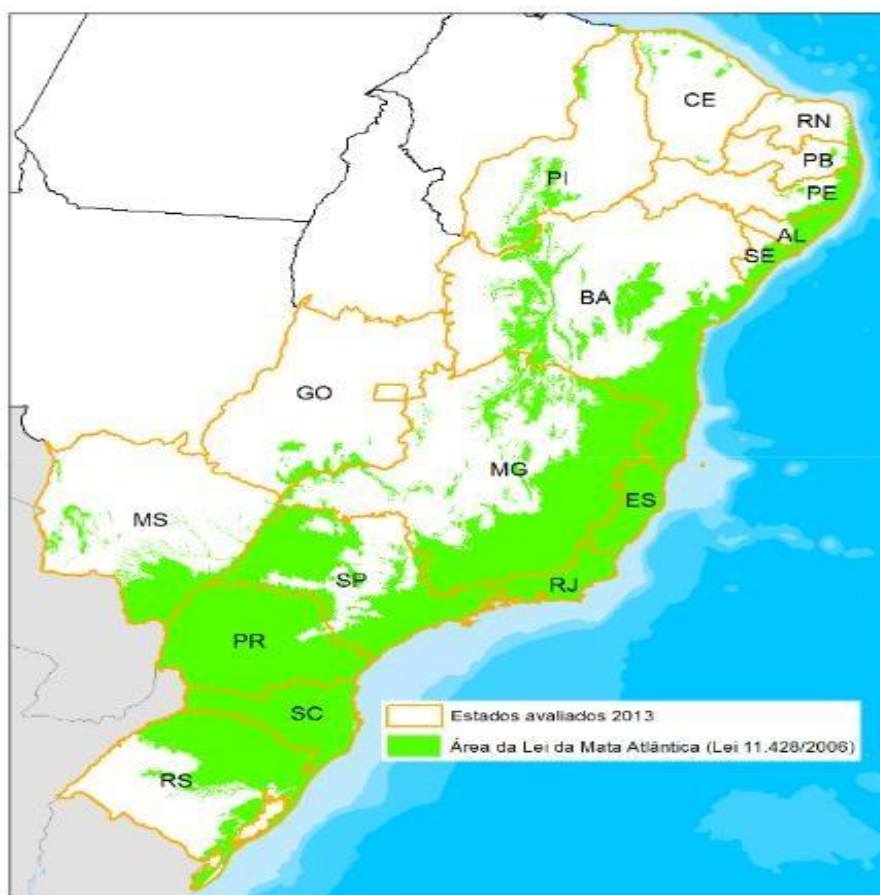 CE
RN
PB
PI
PE
AL
SE
BA
GO
MG
ES
MS
SP
RJ
PR
SC
Estados avaliados 2013
Área da Lei da Mata Atlântica (Lei 11.428/2006)
RS